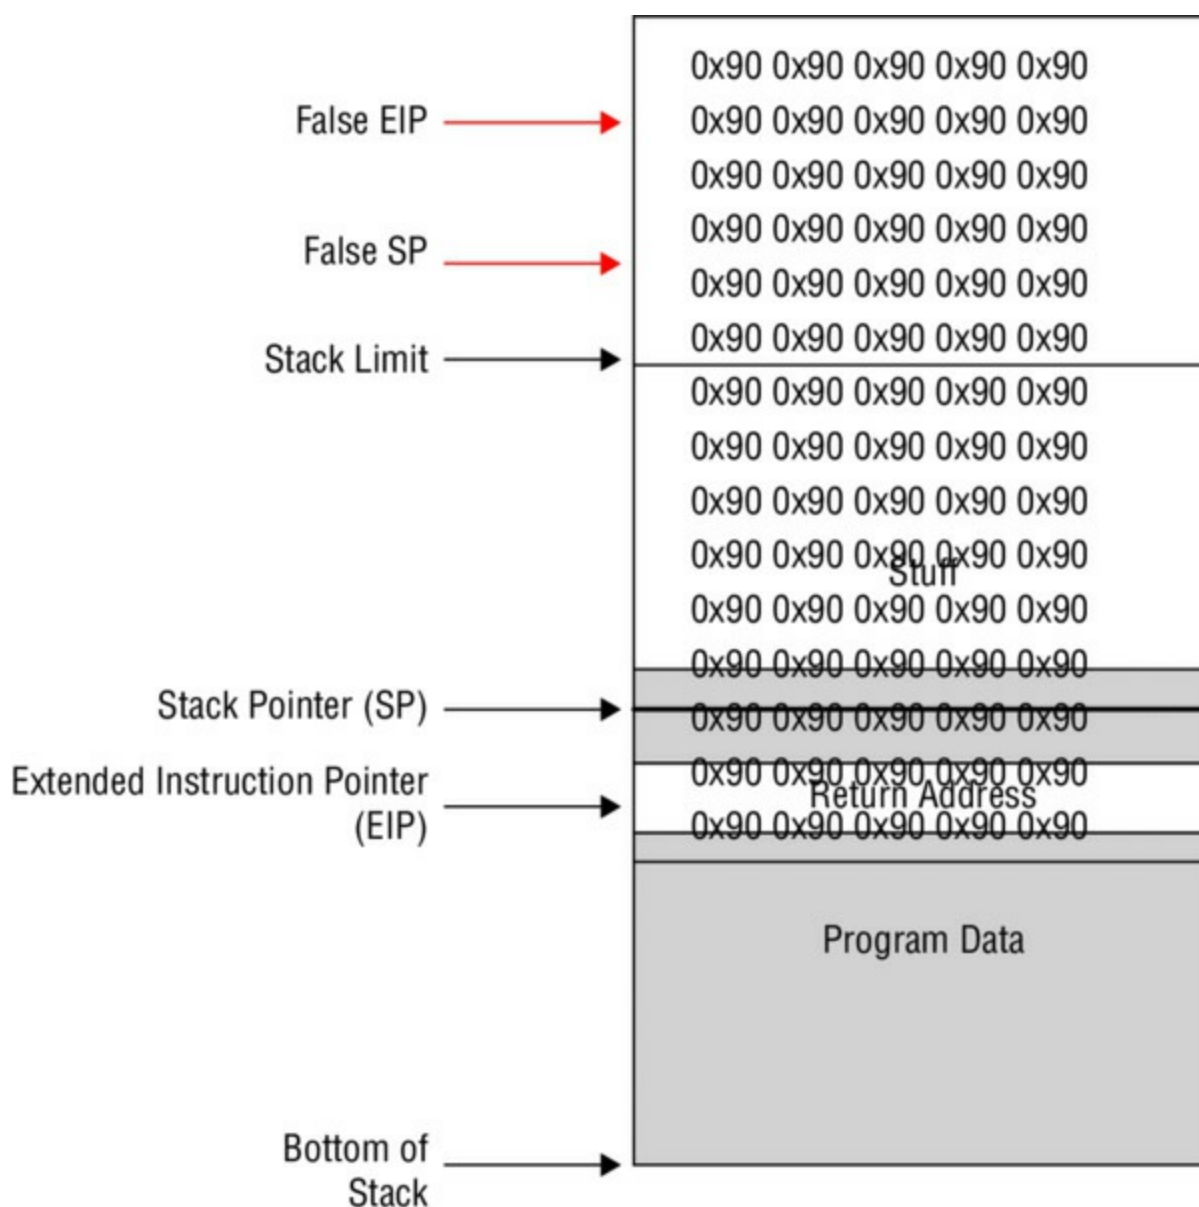 0x90 0x90 0x90 0x90 0x90
False EIP
0x90 0x90 0x90 0x90 0x90
0x90 0x90 0x90 0x90 0x90
0x90 0x90 0x90 0x90 0x90
False SP
0x90 0x90 0x90 0x90 0x90
0x90 0x90 0x90 0x90 0x90
Stack Limit
0x90 0x90 0x90 0x90 0x90
0x90 0x90 0x90 0x90 0x90
0x90 0x90 0x90 0x90 0x90
0x90 0x90 0x90 0x90 0x90
Stuff
0x90 0x90 0x90 0x90 0x90
0x90 0x90 0x90 0x90 0x90
Stack Pointer (SP)
0x90 0x90 0x90 0x90 0x90
Extended Instruction Pointer
(EIP)
0x90 0x90 0x90 0x90 0x90
Return Address
0x90 0x90 0x90 0x90 0x90
Program Data
Bottom of
Stack